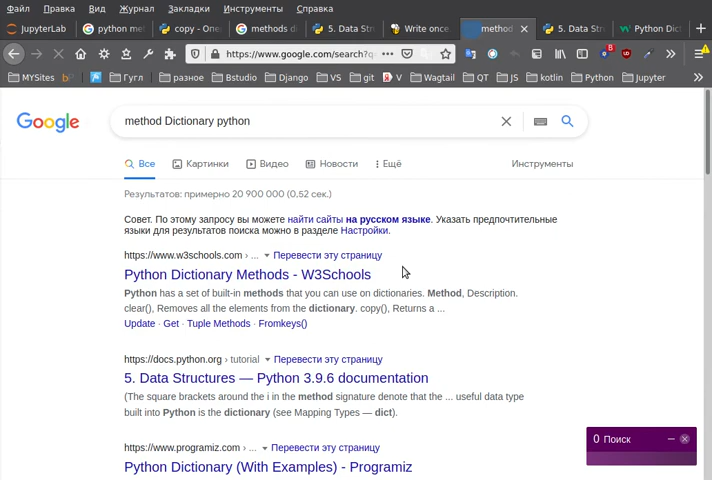 Файл Правка Вид Журнал Закладки Инструменты Справка
JupyterLab python me copy - One methods di 5. Data Stru Write once, method 5. Data Stru Python Dict
https://www.google.com/search?q
MYSites Гугл разное Bstudio Django VS git V Wagtail QT JS kotlin Python Jupyter
Google method Dictionary python
Все Картинки Видео Новости Ещё Инструменты
Результатов: примерно 20 900 000 (0,52 сек.)
Совет. По этому запросу вы можете найти сайты на русском языке. Указать предпочтительные
языки для результатов поиска можно в разделе Настройки.
https://www.w3schools.com › ... Перевести эту страницу
Python Dictionary Methods - W3Schools
Python has a set of built-in methods that you can use on dictionaries. Method, Description.
clear(), Removes all the elements from the dictionary. copy(), Returns a ...
Update · Get · Tuple Methods · Fromkeys()
https://docs.python.org › tutorial Перевести эту страницу
5. Data Structures — Python 3.9.6 documentation
(The square brackets around the i in the method signature denote that the ... useful data type
built into Python is the dictionary (see Mapping Types — dict).
0 Поиск
https://www.programiz.com › ... Перевести эту страницу
Python Dictionary (With Examples) - Programiz